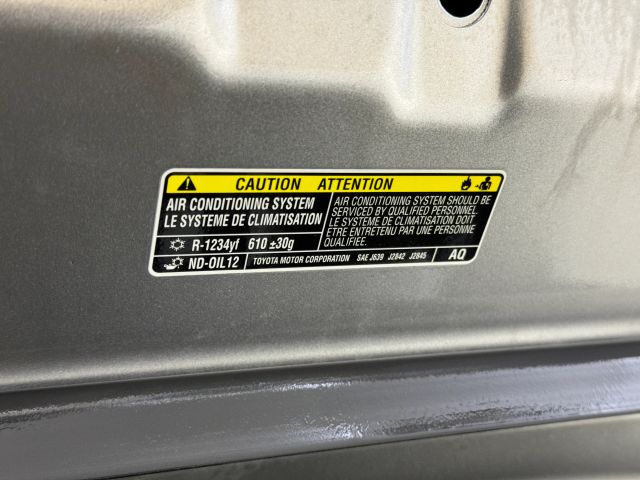 CAUTION ATTENTION
AIR CONDITIONING SYSTEM
LE SYSTEME DE CLIMATISATION
R-1234yf 610 ±30g
AIR CONDITIONING SYSTEM SHOULD BE
SERVICED BY QUALIFIED PERSONNEL.
LE SYSTEME DE CLIMATISATION DOIT
ETRE ENTRETENU PAR UNE PERSONNE
QUALIFIEE.
ND-OIL12 TOYOTA MOTOR CORPORATION SAE J639 J2842 J2845 AQ